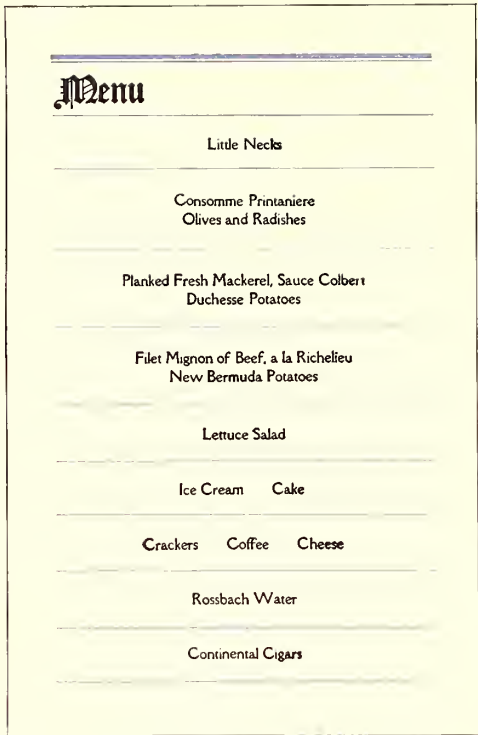 Menu
Little Necks
Consomme Printaniere
Olives and Radishes
Planked Fresh Mackerel, Sauce Colbert
Duchesse Potatoes
Filet Mignon of Beef, a la Richelieu
New Bermuda Potatoes
Lettuce Salad
Ice Cream Cake
Crackers Coffee Cheese
Rossbach Water
Continental Cigars